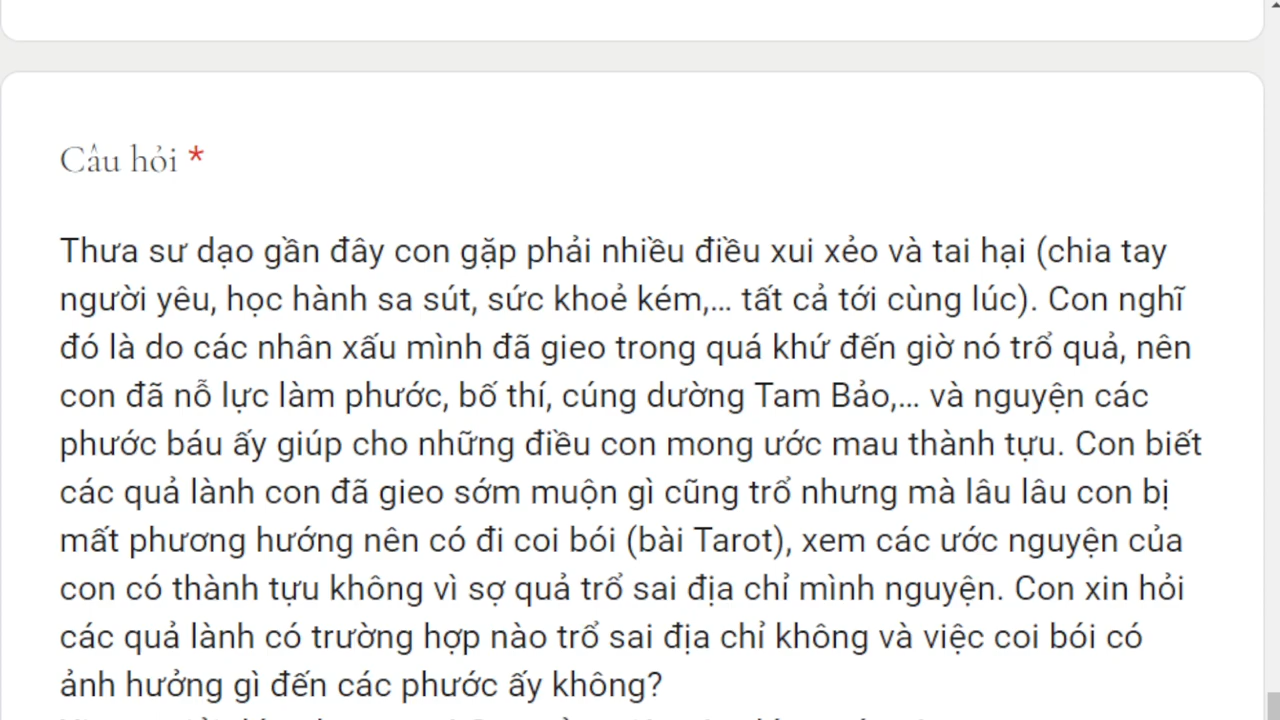 Câu hỏi *
Thưa sư dạo gần đây con gặp phải nhiều điều xui xẻo và tai hại (chia tay
người yêu, học hành sa sút, sức khoẻ kém,... tất cả tới cùng lúc). Con nghĩ
đó là do các nhân xấu mình đã gieo trong quá khứ đến giờ nó trổ quả, nên
con đã nỗ lực làm phước, bố thí, cúng dường Tam Bảo,... và nguyện các
phước báu ấy giúp cho những điều con mong ước mau thành tựu. Con biết
các quả lành con đã gieo sớm muộn gì cũng trổ nhưng mà lâu lâu con bị
mất phương hướng nên có đi coi bói (bài Tarot), xem các ước nguyện của
con có thành tựu không vì sợ quả trổ sai địa chỉ mình nguyện. Con xin hỏi
các quả lành có trường hợp nào trổ sai địa chỉ không và việc coi bói có
ảnh hưởng gì đến các phước ấy không?